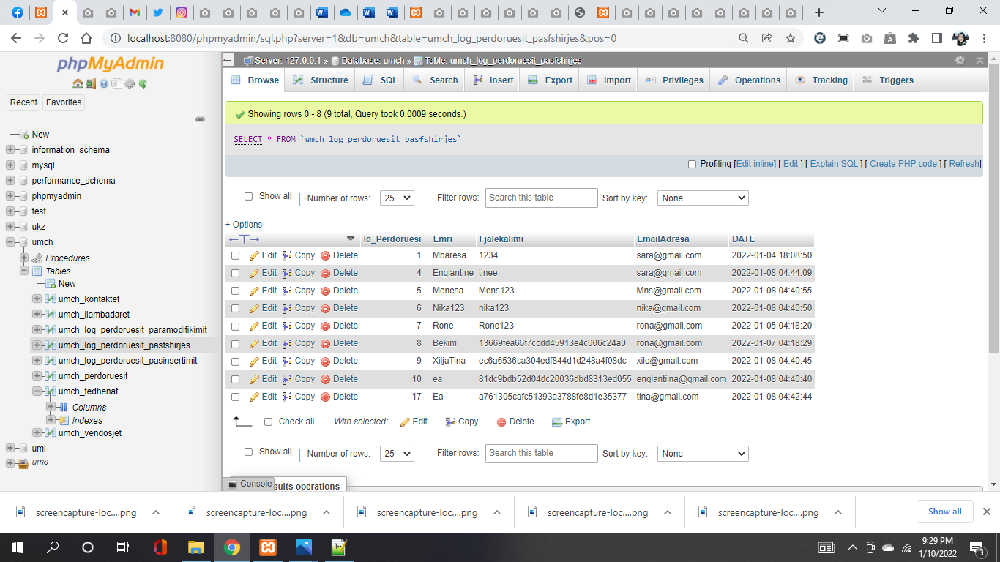 localhost:8080/phpmyadmin/sql.php?server=1&db=umch&table=umch_log_perdoruesit_pasfshirjes&pos=0
phpMyAdmin
Recent Favorites
New
information_schema
mysql
performance_schema
phpmyadmin
test
ukz
umch
Procedures
Tables
New
umch_kontaktet
umch_llambadaret
umch_log_perdoruesit_paramodifikimit
umch_log_perdoruesit_pasfshirjes
umch_log_perdoruesit_pasinsertimit
umch_perdoruesit
umch_tedhenat
Columns
Indexes
umch_vendosjet
uml
ums
Server: 127.0.0.1 » Database: umch » Table: umch_log_perdoruesit_pasfshirjes
Browse Structure SQL Search Insert Export Import Privileges Operations Tracking Triggers
Showing rows 0 - 8 (9 total, Query took 0.0009 seconds.)
SELECT * FROM `umch_log_perdoruesit_pasfshirjes`
Profiling [Edit inline] [ Edit ] [ Explain SQL ] [ Create PHP code ] [ Refresh]
Show all | Number of rows: 25 Filter rows: Search this table Sort by key: None
+ Options
←T→ Id_Perdoruesi Emri Fjalekalimi EmailAdresa DATE
Edit Copy Delete 1 Mbaresa 1234 sara@gmail.com 2022-01-04 18:08:50
Edit Copy Delete 4 Englantine tinee sara@gmail.com 2022-01-08 04:44:09
Edit Copy Delete 5 Menesa Mens123 Mns@gmail.com 2022-01-08 04:40:55
Edit Copy Delete 6 Nika123 nika123 nika@gmail.com 2022-01-08 04:40:50
Edit Copy Delete 7 Rone Rone123 rona@gmail.com 2022-01-05 04:18:20
Edit Copy Delete 8 Bekim 13669fea66f7ccdd45913e4c006c24a0 rona@gmail.com 2022-01-07 04:18:29
Edit Copy Delete 9 XiljaTina ec6a6536ca304edf844d1d248a4f08dc xile@gmail.com 2022-01-08 04:40:45
Edit Copy Delete 10 ea 81dc9bdb52d04dc20036dbd8313ed055 englantiina@gmail.com 2022-01-08 04:40:40
Edit Copy Delete 17 Ea a761305cafc51393a3788fe8d1e35377 tina@gmail.com 2022-01-08 04:42:44
Check all With selected: Edit Copy Delete Export
Show all | Number of rows: 25 Filter rows: Search this table Sort by key: None
Console sults operations
screencapture-loc....png screencapture-loc....png screencapture-loc....png screencapture-loc....png screencapture-loc....png Show all
9:29 PM
1/10/2022
3